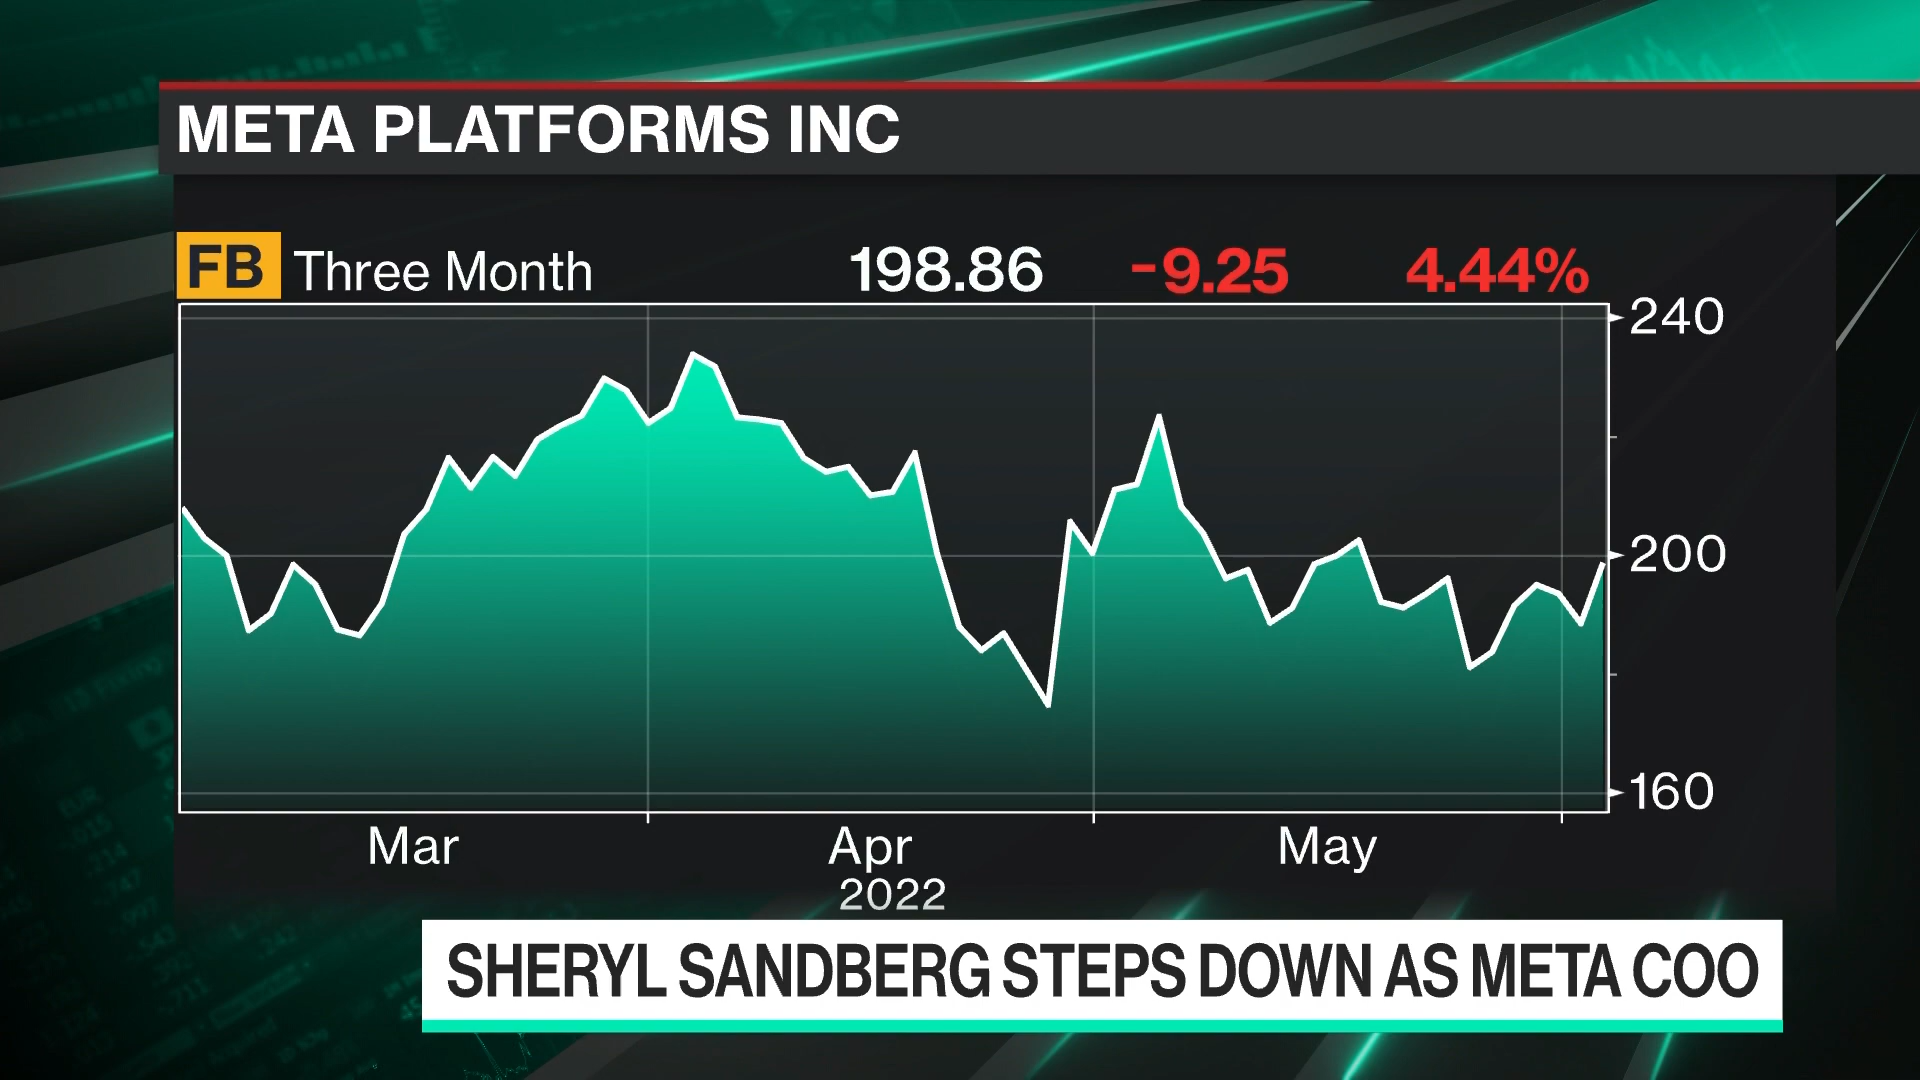 META PLATFORMS INC
FB Three Month 198.86 -9.25 4.44%
240
200
160
Mar Apr May
2022
SHERYL SANDBERG STEPS DOWN AS META COO